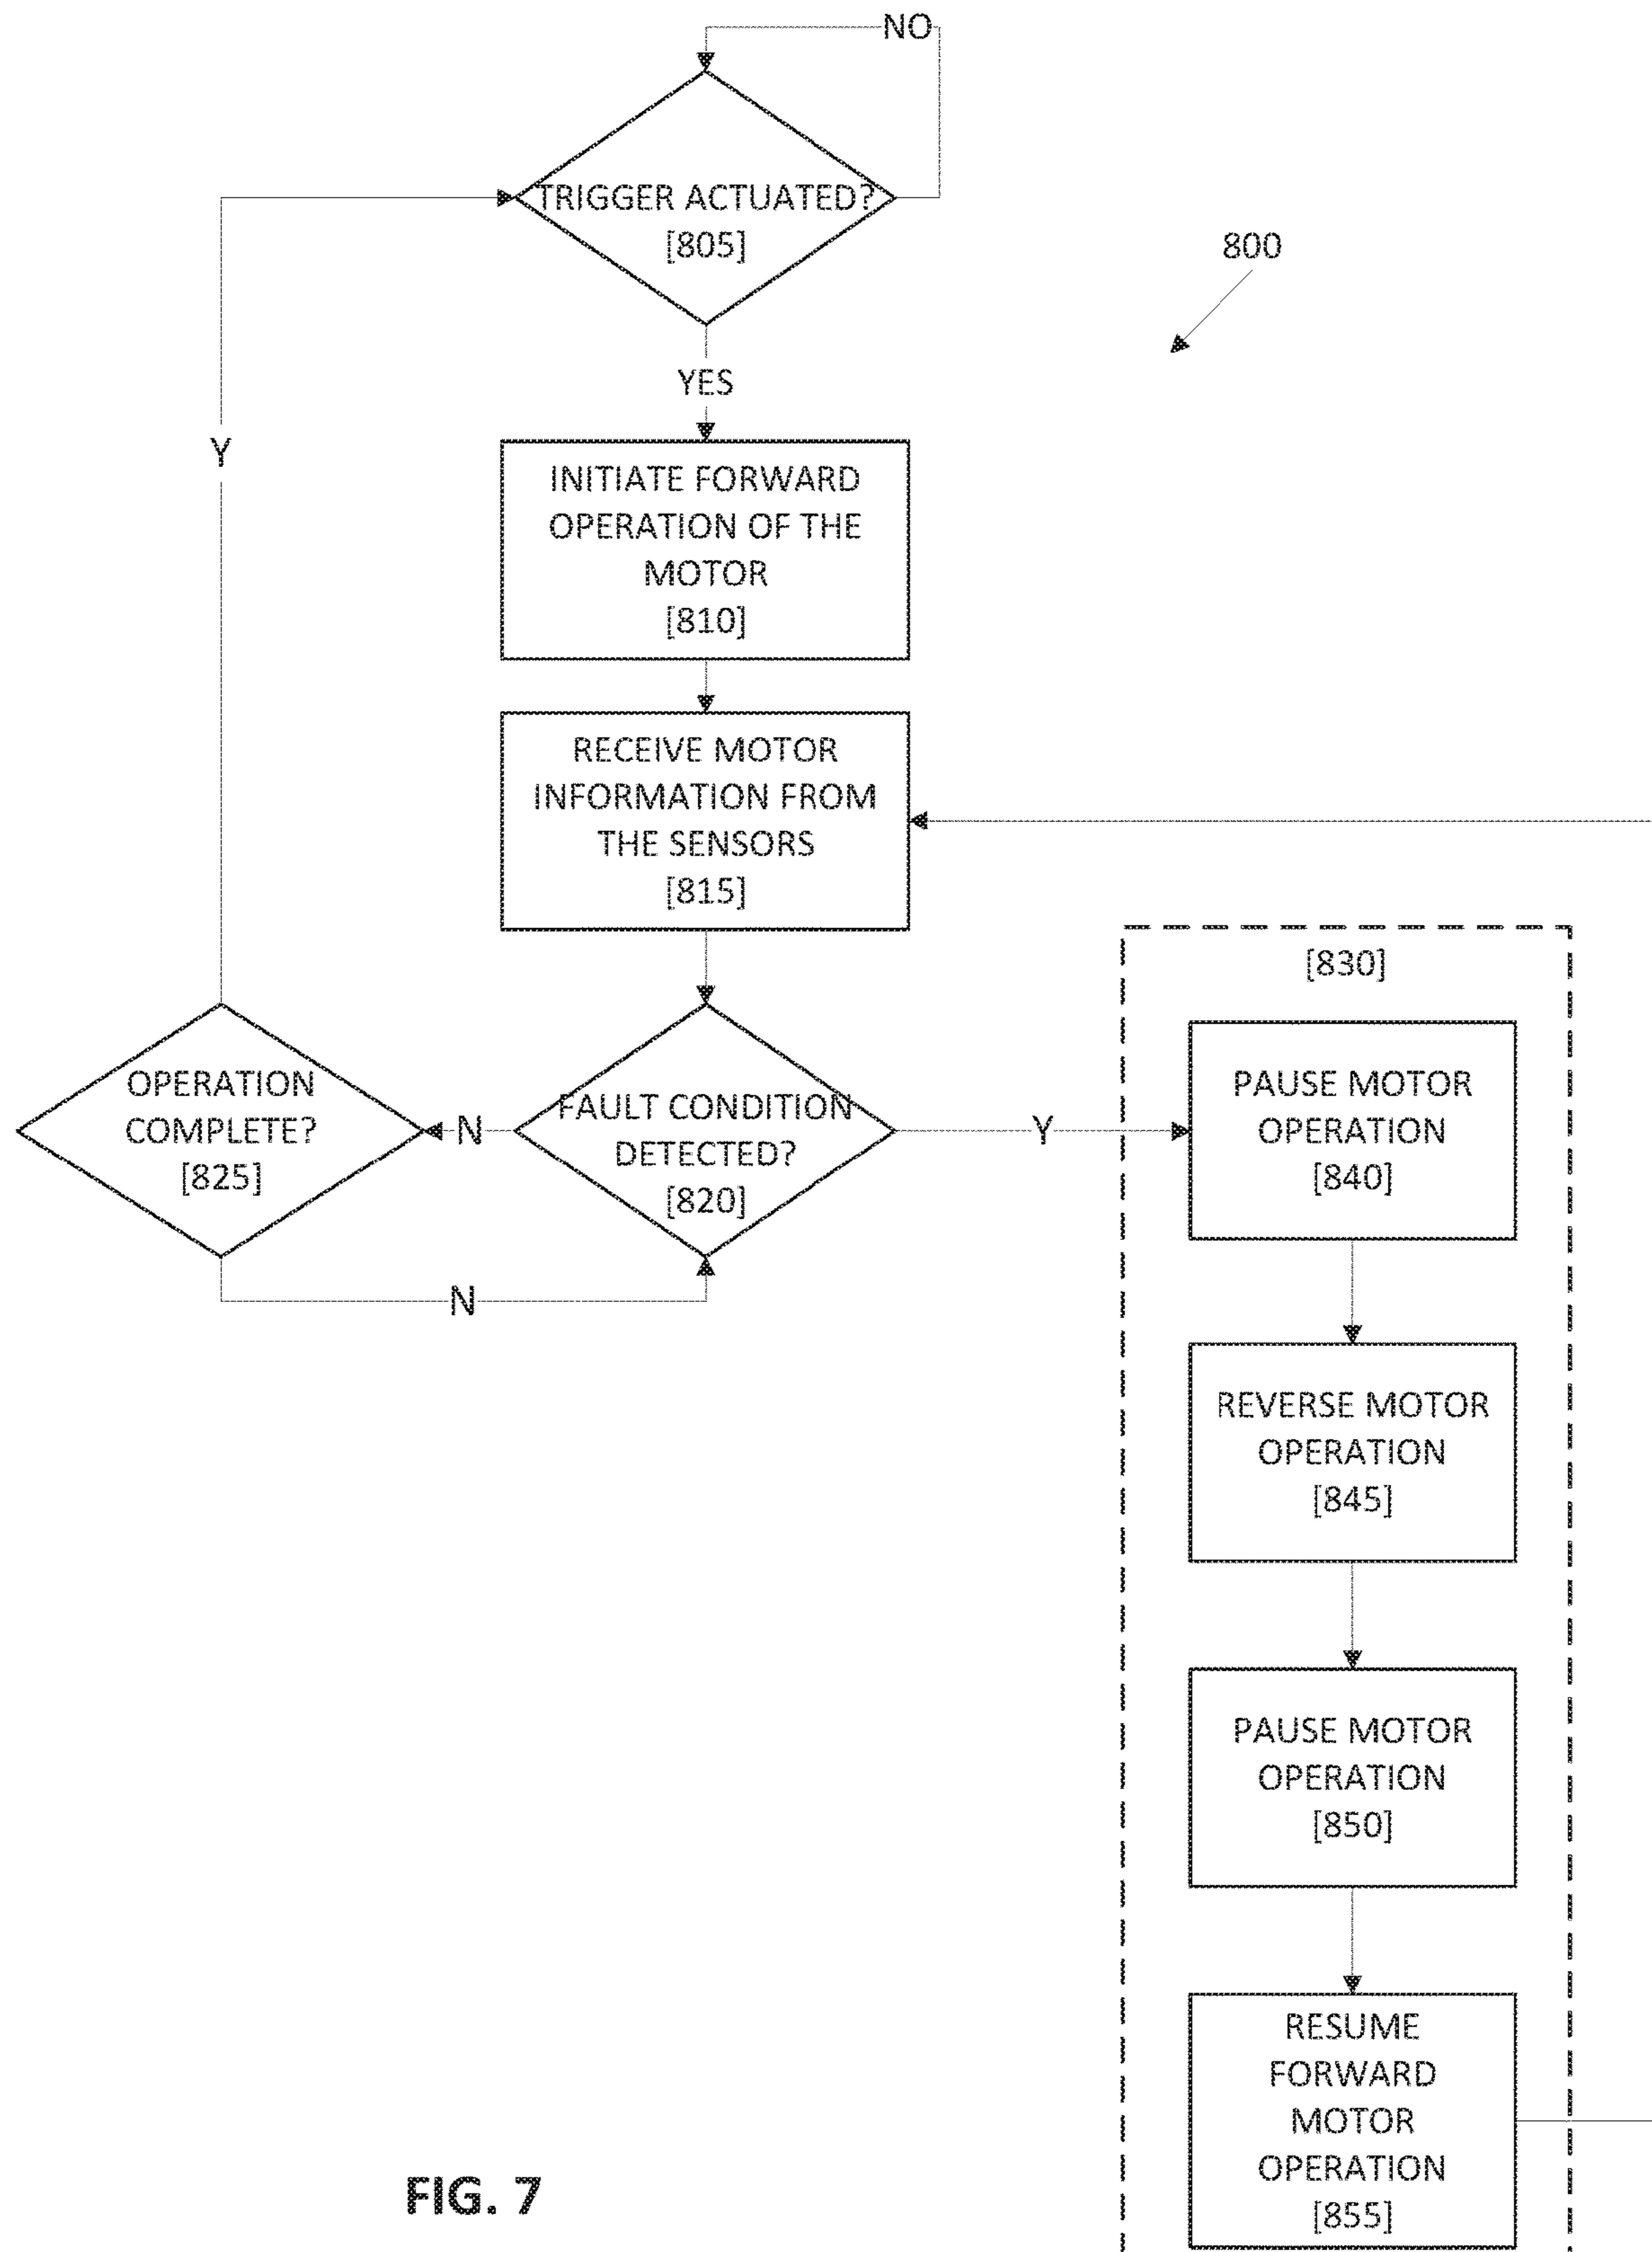 NO
TRIGGER ACTUATED?
[805]
800
YES
Y
INITIATE FORWARD
OPERATION OF THE
MOTOR
[810]
RECEIVE MOTOR
INFORMATION FROM
THE SENSORS
[815]
OPERATION
COMPLETE?
[825]
N
FAULT CONDITION
DETECTED?
[820]
Y
N
[830]
PAUSE MOTOR
OPERATION
[840]
REVERSE MOTOR
OPERATION
[845]
PAUSE MOTOR
OPERATION
[850]
RESUME
FORWARD
MOTOR
OPERATION
[855]
FIG. 7